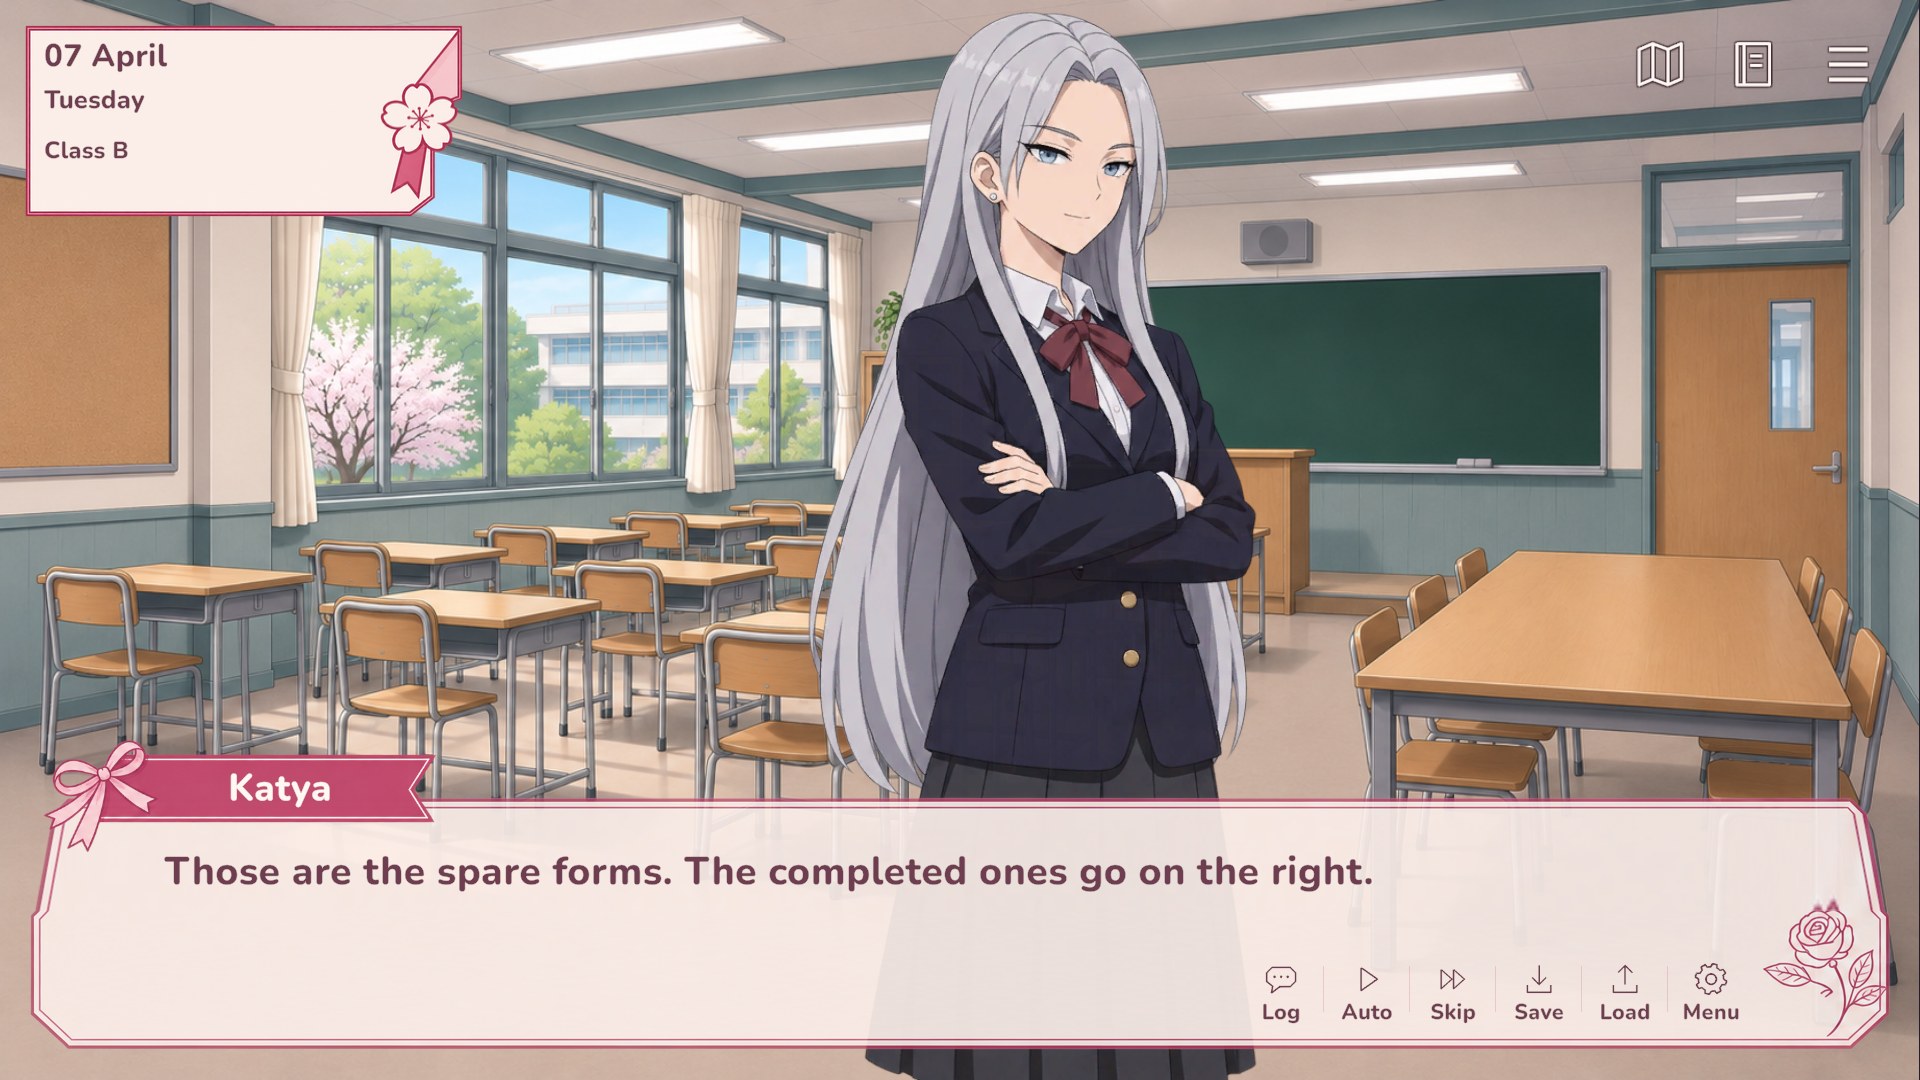 07 April
Tuesday
Class B
Katya
Those are the spare forms. The completed ones go on the right.
Log
Auto
Skip
Save
Load
Menu